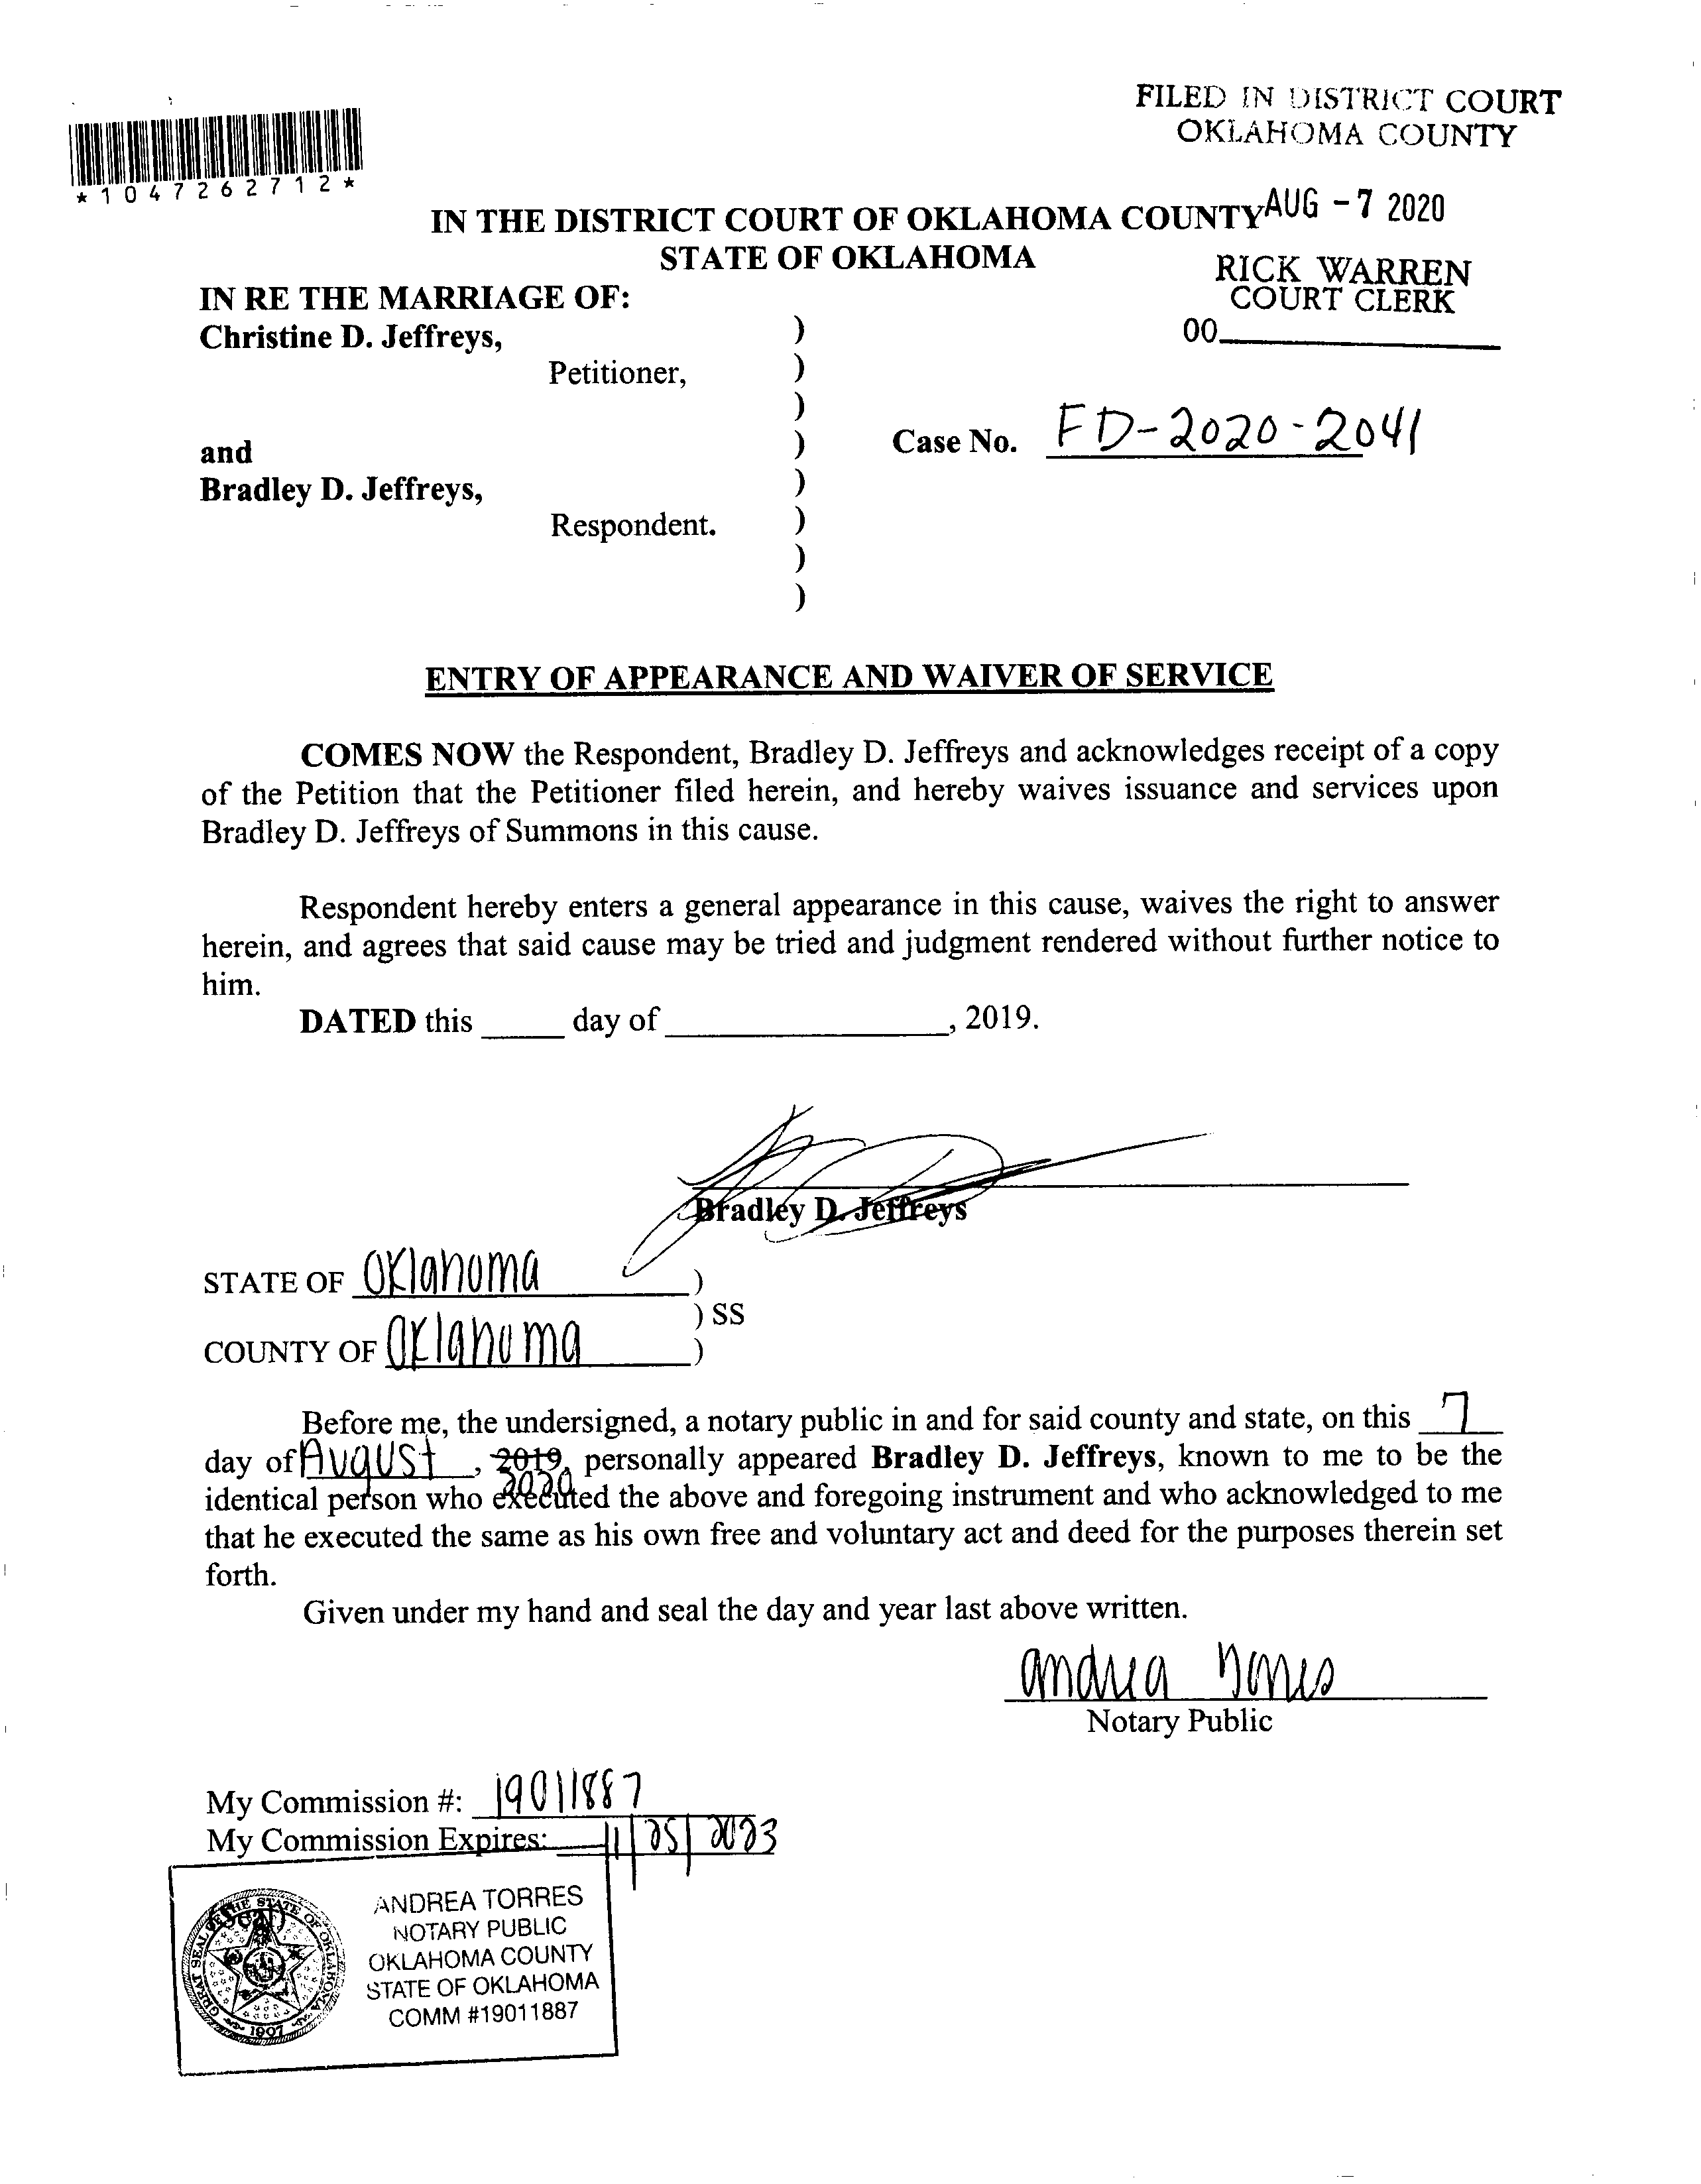 FILED IN DISTRICT COURT
OKLAHOMA COUNTY
*1047262712*
AUG - 7 2020
IN THE DISTRICT COURT OF OKLAHOMA COUNTY
STATE OF OKLAHOMA
RICK WARREN
COURT CLERK
00
IN RE THE MARRIAGE OF:
Christine D. Jeffreys, )
Petitioner, )
)
Case No. FD-2020-2041
and )
Bradley D. Jeffreys, )
Respondent. )
)
)
ENTRY OF APPEARANCE AND WAIVER OF SERVICE
COMES NOW the Respondent, Bradley D. Jeffreys and acknowledges receipt of a copy
of the Petition that the Petitioner filed herein, and hereby waives issuance and services upon
Bradley D. Jeffreys of Summons in this cause.
Respondent hereby enters a general appearance in this cause, waives the right to answer
herein, and agrees that said cause may be tried and judgment rendered without further notice to
him.
DATED this _____ day of _____________, 2019.
Bradley D. Jeffreys
STATE OF Oklahoma )
) SS
COUNTY OF Oklahoma )
Before me, the undersigned, a notary public in and for said county and state, on this 7
day of August, 2019, personally appeared Bradley D. Jeffreys, known to me to be the
2020
identical person who executed the above and foregoing instrument and who acknowledged to me
that he executed the same as his own free and voluntary act and deed for the purposes therein set
forth.
Given under my hand and seal the day and year last above written.
Andrea Torres
Notary Public
My Commission #: 19011887
My Commission Expires: 11/25/2023
(Seal)
GREAT SEAL OF THE STATE OF OKLAHOMA
1907
ANDREA TORRES
NOTARY PUBLIC
OKLAHOMA COUNTY
STATE OF OKLAHOMA
COMM #19011887